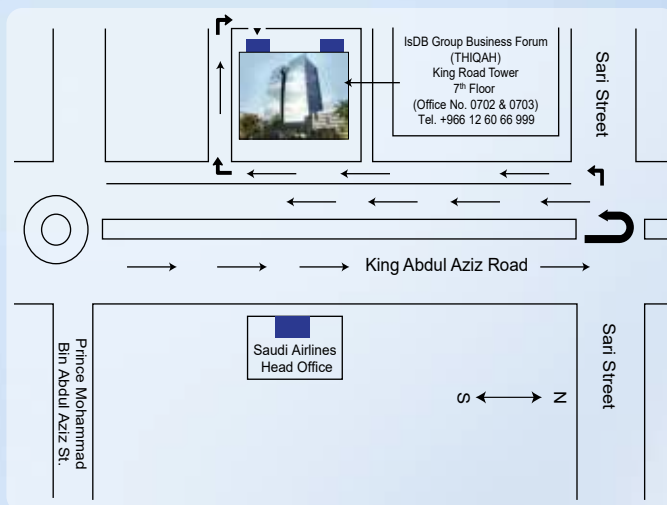 IsDB Group Business Forum
(THIQAH)
King Road Tower
7th Floor
(Office No. 0702 & 0703)
Tel. +966 12 60 66 999
Sari Street
King Abdul Aziz Road
Saudi Airlines
Head Office
Prince Mohammad
Bin Abdul Aziz St.
S
N
Sari Street